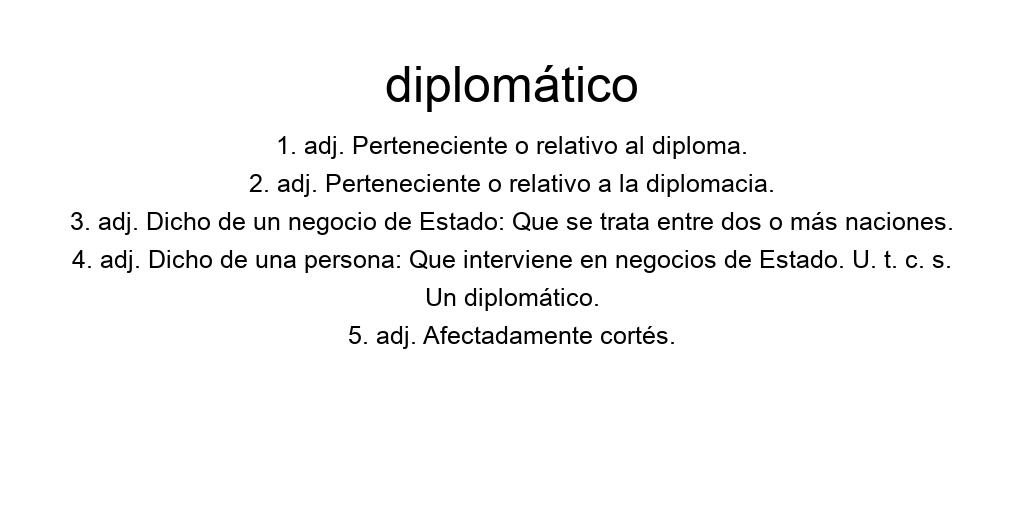 diplomático
1. adj. Perteneciente o relativo al diploma.
2. adj. Perteneciente o relativo a la diplomacia.
3. adj. Dicho de un negocio de Estado: Que se trata entre dos o más naciones.
4. adj. Dicho de una persona: Que interviene en negocios de Estado. U. t. c. s.
Un diplomático.
5. adj. Afectadamente cortés.